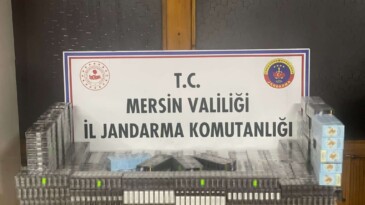 T.C.
MERSİN VALİLİĞİ
İL JANDARMA KOMUTANLIĞI